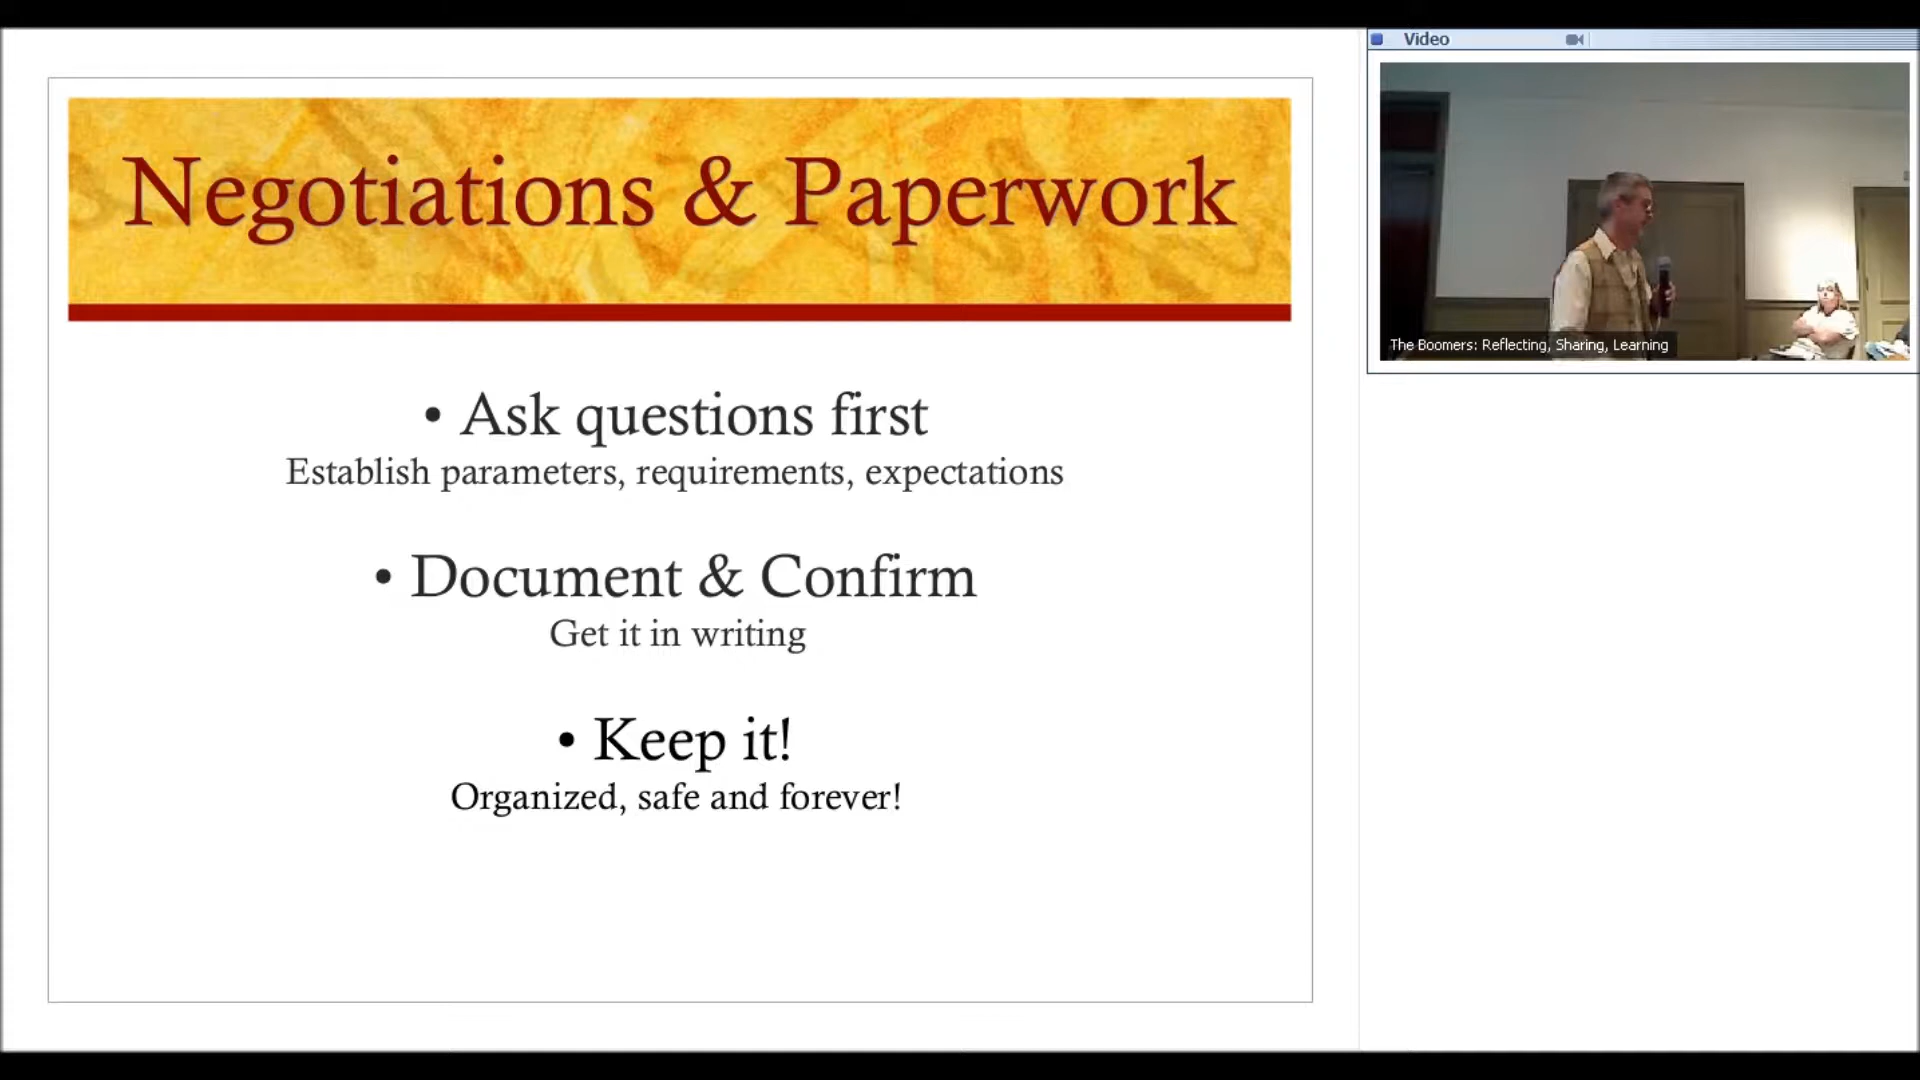 Negotiations & Paperwork
• Ask questions first
Establish parameters, requirements, expectations
• Document & Confirm
Get it in writing
• Keep it!
Organized, safe and forever!
Video
The Boomers: Reflecting, Sharing, Learning